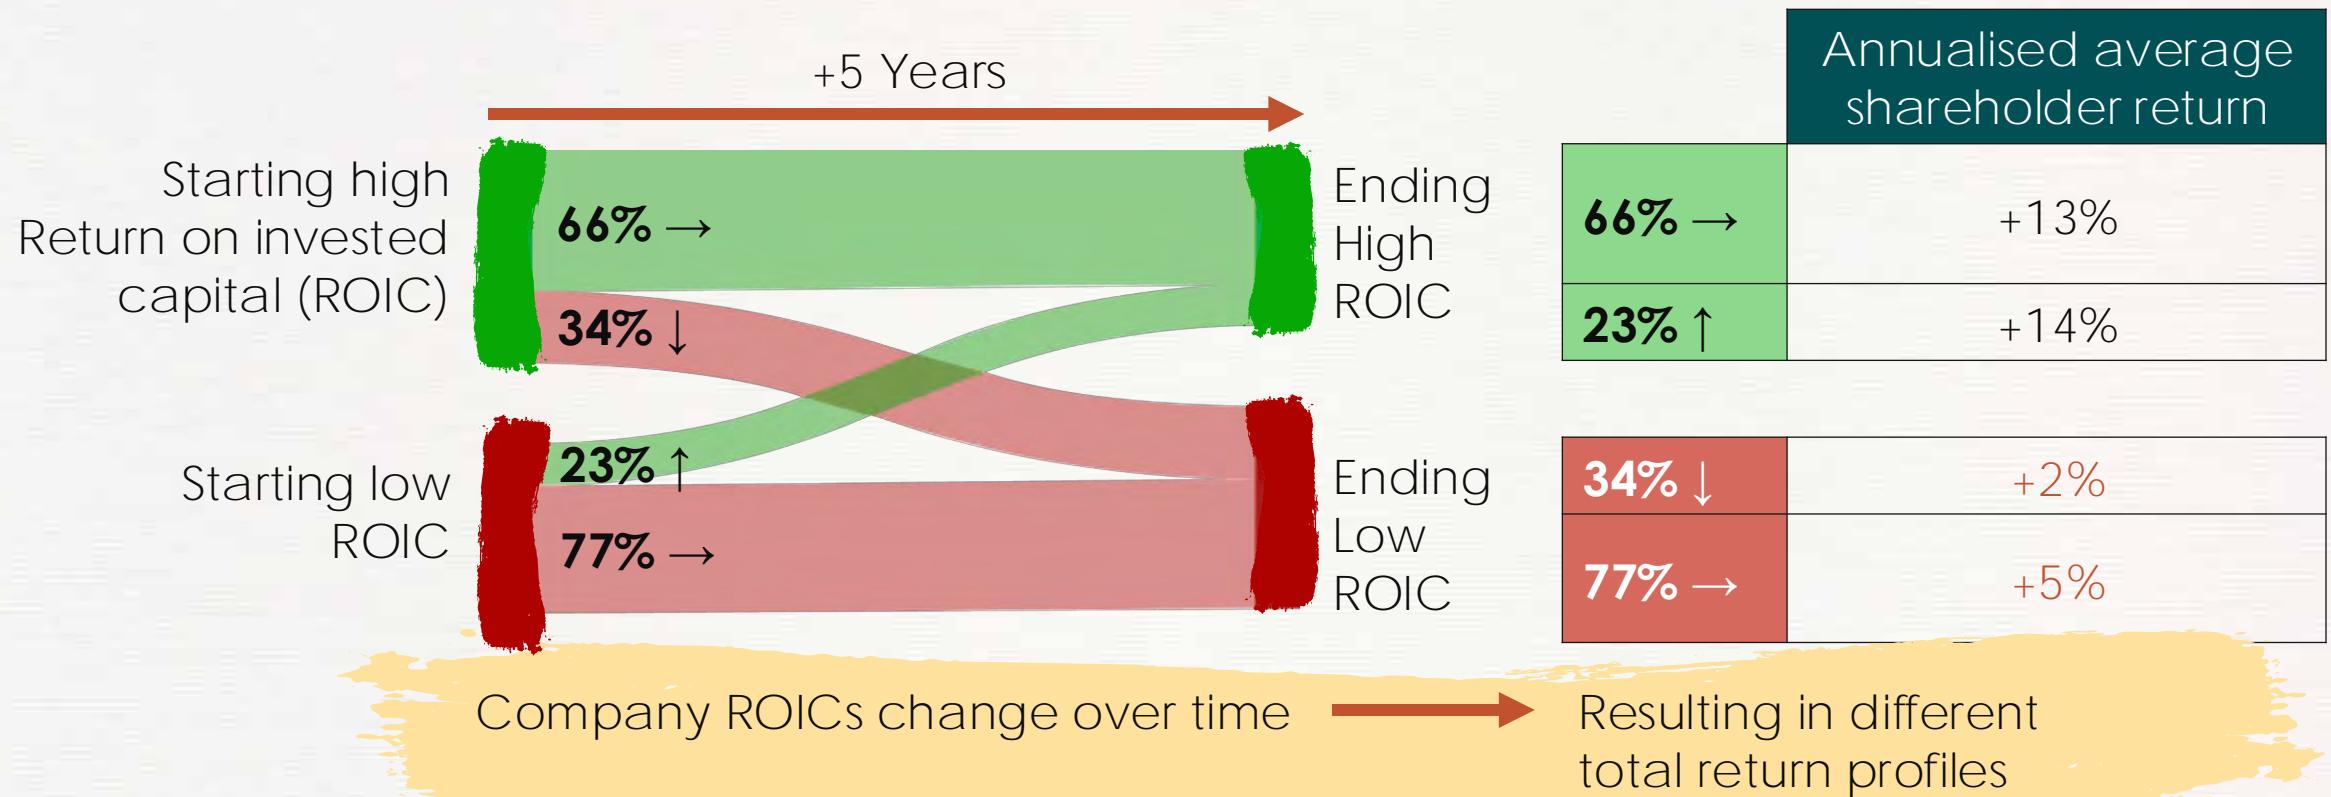 +5 Years
Starting high
Return on invested
capital (ROIC)
66% →
34% ↓
Starting low
ROIC
23% ↑
77% →
Ending
High
ROIC
Ending
Low
ROIC
Annualised average
shareholder return
66% → +13%
23% ↑ +14%
34% ↓ +2%
77% → +5%
Company ROICs change over time
Resulting in different
total return profiles